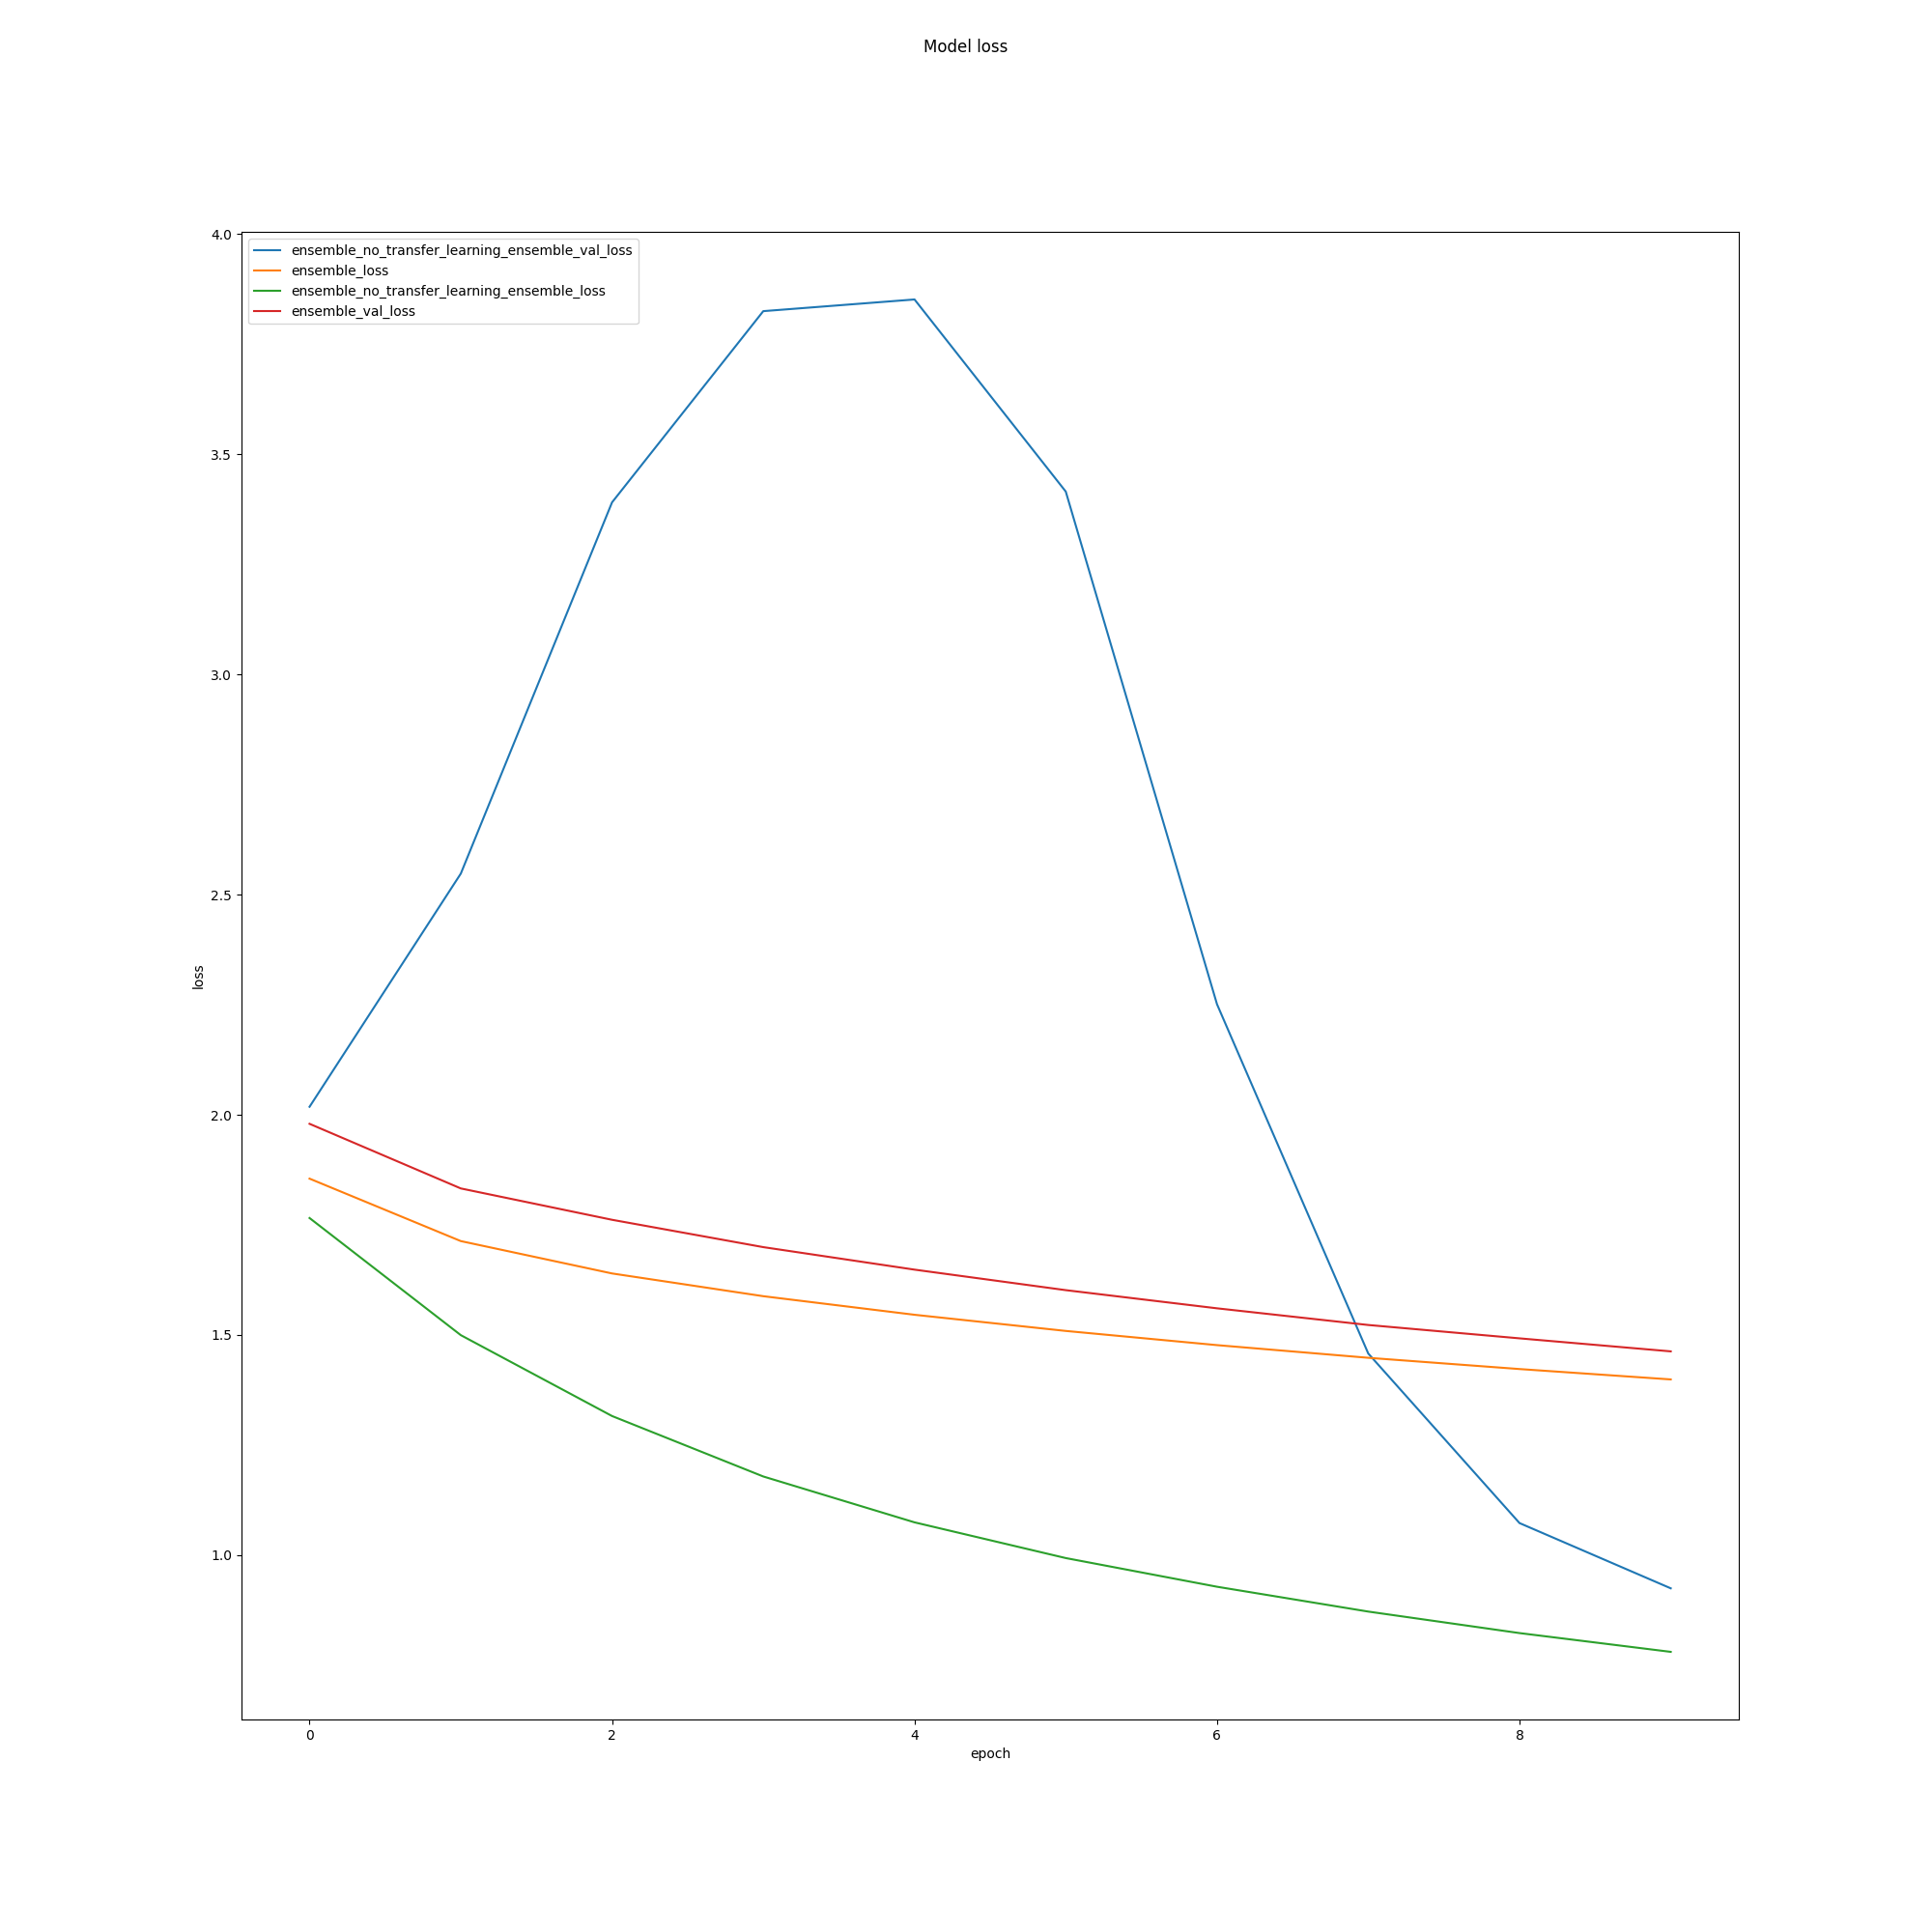 Model loss
ensemble_no_transfer_learning_ensemble_val_loss
ensemble_loss
ensemble_no_transfer_learning_ensemble_loss
ensemble_val_loss
4.0
3.5
3.0
2.5
2.0
1.5
1.0
loss
0 2 4 6 8
epoch